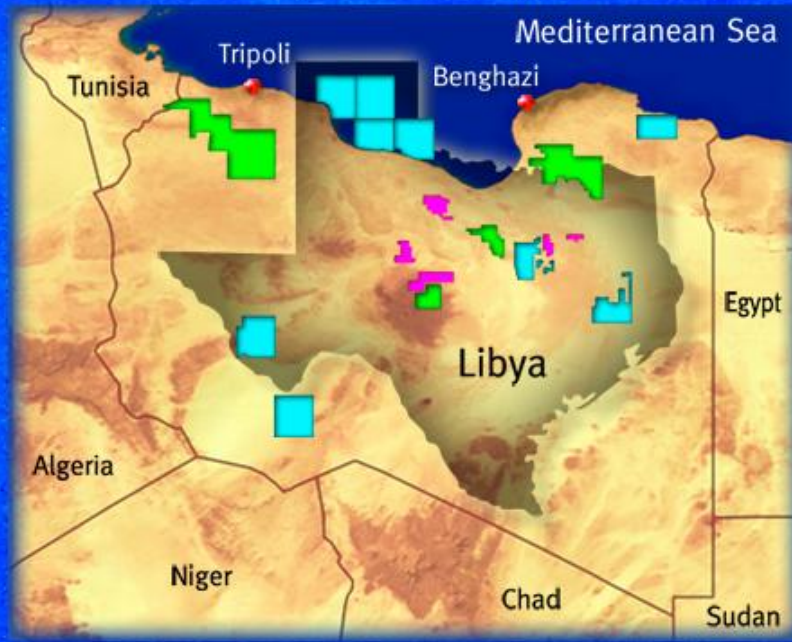 Mediterranean Sea
Tripoli
Benghazi
Tunisia
Egypt
Libya
Algeria
Niger
Chad
Sudan